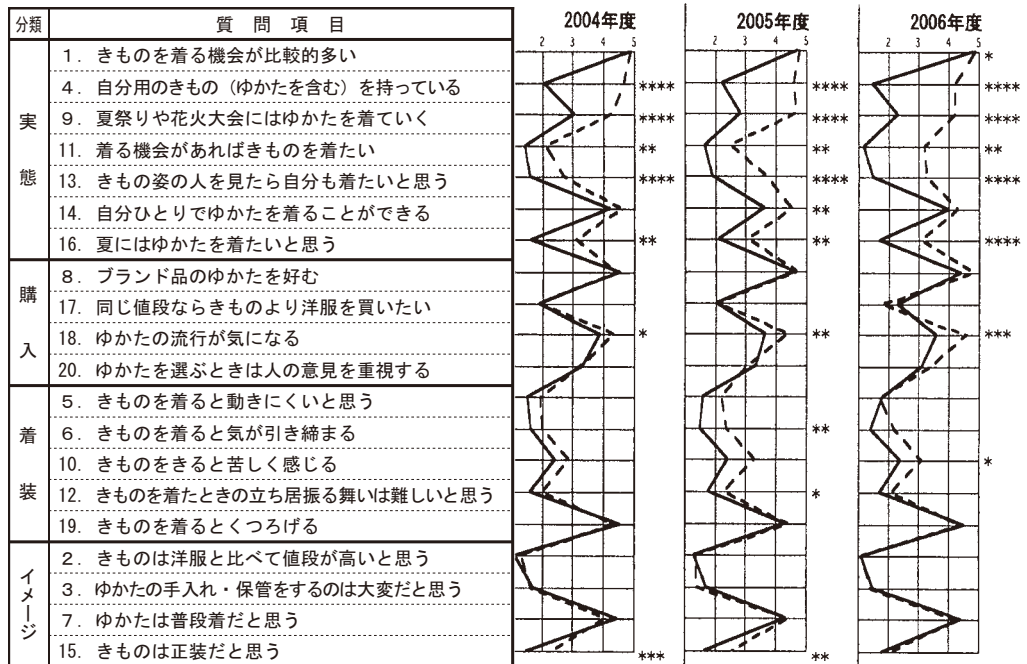 分類 質問項目 2004年度 2005年度 2006年度
2 3 4 5 2 3 4 5 2 3 4 5
実態
1. きものを着る機会が比較的多い *
4. 自分用のきもの（ゆかたを含む）を持っている **** **** ****
9. 夏祭りや花火大会にはゆかたを着ていく **** **** ****
11. 着る機会があればきものを着たい ** ** **
13. きもの姿の人を見たら自分も着たいと思う **** **** ****
14. 自分ひとりでゆかたを着ることができる **
16. 夏にはゆかたを着たいと思う ** ** ****
購入
8. ブランド品のゆかたを好む
17. 同じ値段ならきものより洋服を買いたい
18. ゆかたの流行が気になる * ** ***
20. ゆかたを選ぶときは人の意見を重視する
着装
5. きものを着ると動きにくいと思う
6. きものを着ると気が引き締まる **
10. きものをきると苦しく感じる *
12. きものを着たときの立ち居振る舞いは難しいと思う *
19. きものを着るとくつろげる
イメージ
2. きものは洋服と比べて値段が高いと思う
3. ゆかたの手入れ・保管をするのは大変だと思う
7. ゆかたは普段着だと思う
15. きものは正装だと思う *** **